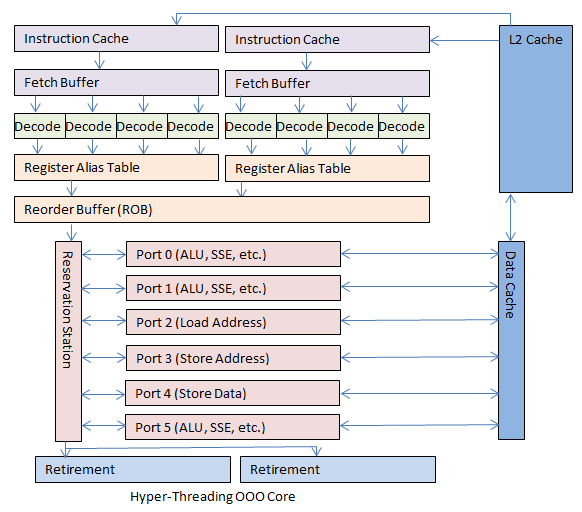 Instruction Cache
Instruction Cache
L2 Cache
Fetch Buffer
Fetch Buffer
Decode Decode Decode Decode
Decode Decode Decode Decode
Register Alias Table
Register Alias Table
Reorder Buffer (ROB)
Reservation Station
Port 0 (ALU, SSE, etc.)
Port 1 (ALU, SSE, etc.)
Port 2 (Load Address)
Port 3 (Store Address)
Port 4 (Store Data)
Port 5 (ALU, SSE, etc.)
Data Cache
Retirement
Retirement
Hyper-Threading OOO Core